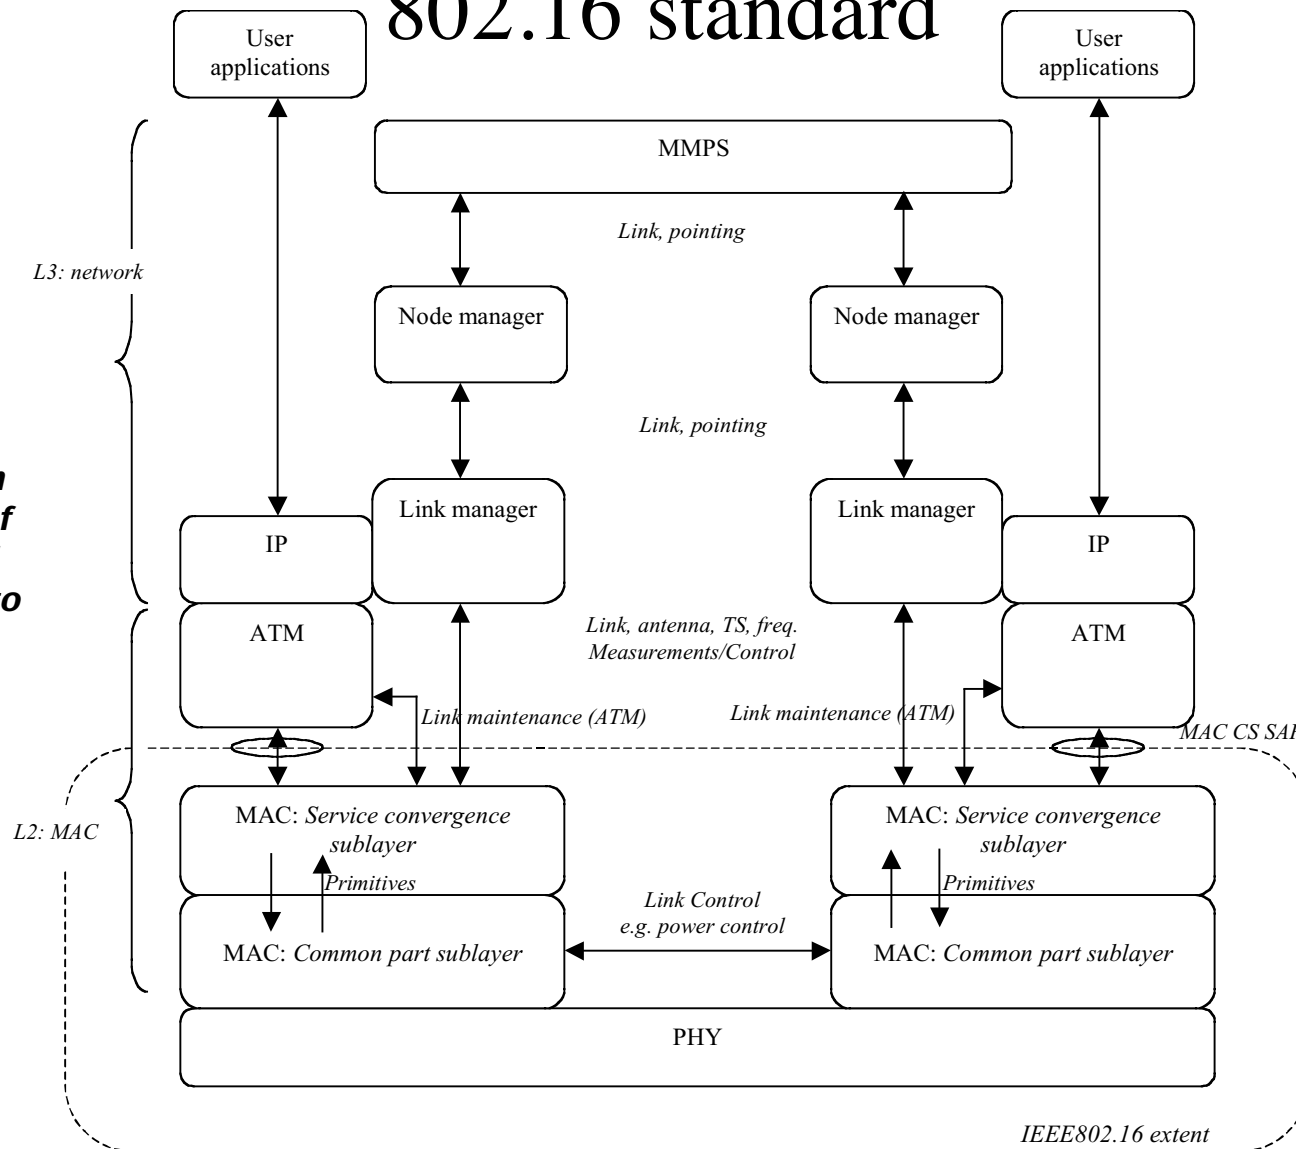 802.16 standard
User
applications
User
applications
MMPS
Link, pointing
L3: network
Node manager
Node manager
Link, pointing
Link manager
Link manager
IP
IP
ATM
ATM
Link, antenna, TS, freq.
Measurements/Control
Link maintenance (ATM)
Link maintenance (ATM)
MAC CS SAP
L2: MAC
MAC: Service convergence
sublayer
MAC: Service convergence
sublayer
Primitives
Primitives
Link Control
e.g. power control
MAC: Common part sublayer
MAC: Common part sublayer
PHY
IEEE802.16 extent